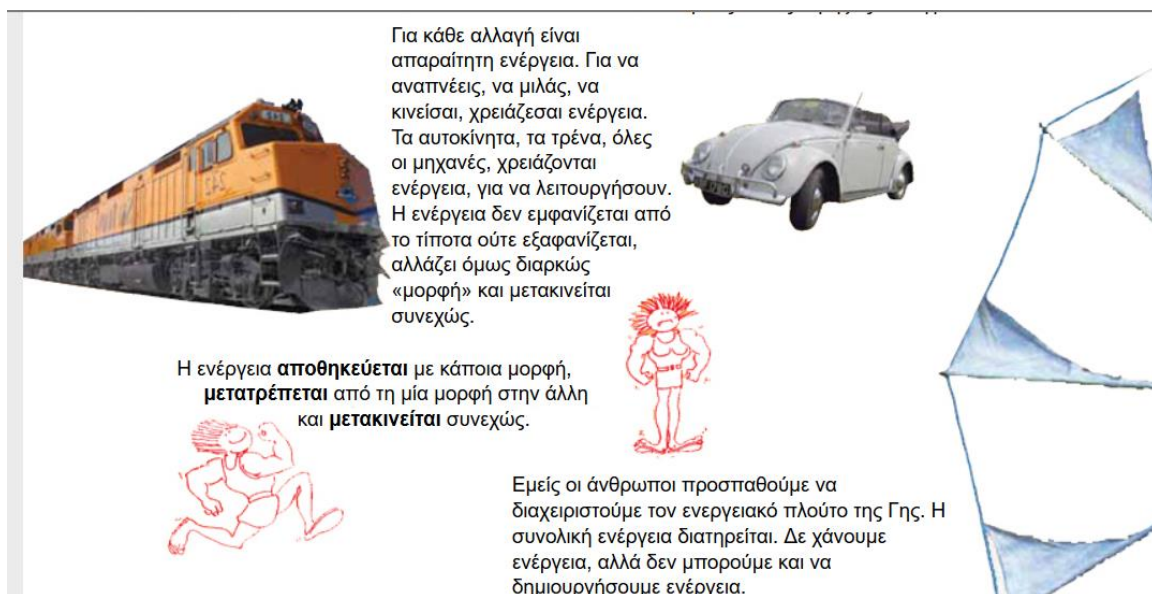 Για κάθε αλλαγή είναι
απαραίτητη ενέργεια. Για να
αναπνέεις, να μιλάς, να
κινείσαι, χρειάζεσαι ενέργεια.
Τα αυτοκίνητα, τα τρένα, όλες
οι μηχανές, χρειάζονται
ενέργεια, για να λειτουργήσουν.
Η ενέργεια δεν εμφανίζεται από
το τίποτα ούτε εξαφανίζεται,
αλλάζει όμως διαρκώς
«μορφή» και μετακινείται
συνεχώς.
Η ενέργεια αποθηκεύεται με κάποια μορφή,
μετατρέπεται από τη μία μορφή στην άλλη
και μετακινείται συνεχώς.
Εμείς οι άνθρωποι προσπαθούμε να
διαχειριστούμε τον ενεργειακό πλούτο της Γης. Η
συνολική ενέργεια διατηρείται. Δε χάνουμε
ενέργεια, αλλά δεν μπορούμε και να
δημιουργήσουμε ενέργεια.